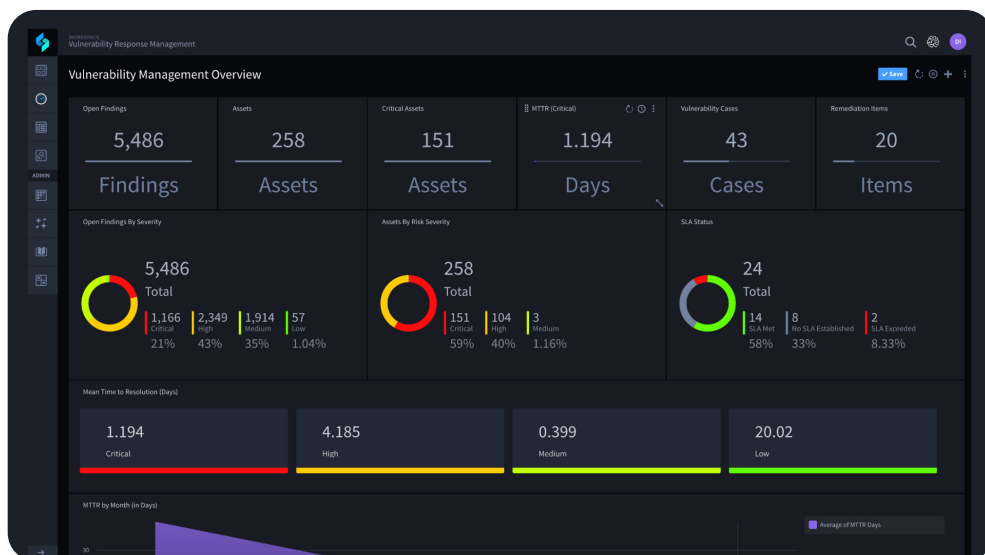 WORKSPACE
Vulnerability Response Management
DI
Vulnerability Management Overview
Save
ADMIN
Open Findings
5,486
Findings
Assets
258
Assets
Critical Assets
151
Assets
MTTR (Critical)
1.194
Days
Vulnerability Cases
43
Cases
Remediation Items
20
Items
Open Findings By Severity
5,486
Total
1,166 2,349 1,914 57
Critical High Medium Low
21% 43% 35% 1.04%
Assets By Risk Severity
258
Total
151 104 3
Critical High Medium
59% 40% 1.16%
SLA Status
24
Total
14 8 2
SLA Met No SLA Established SLA Exceeded
58% 33% 8.33%
Mean Time to Resolution (Days)
1.194 4.185 0.399 20.02
Critical High Medium Low
MTTR by Month (in Days)
Average of MTTR Days
30